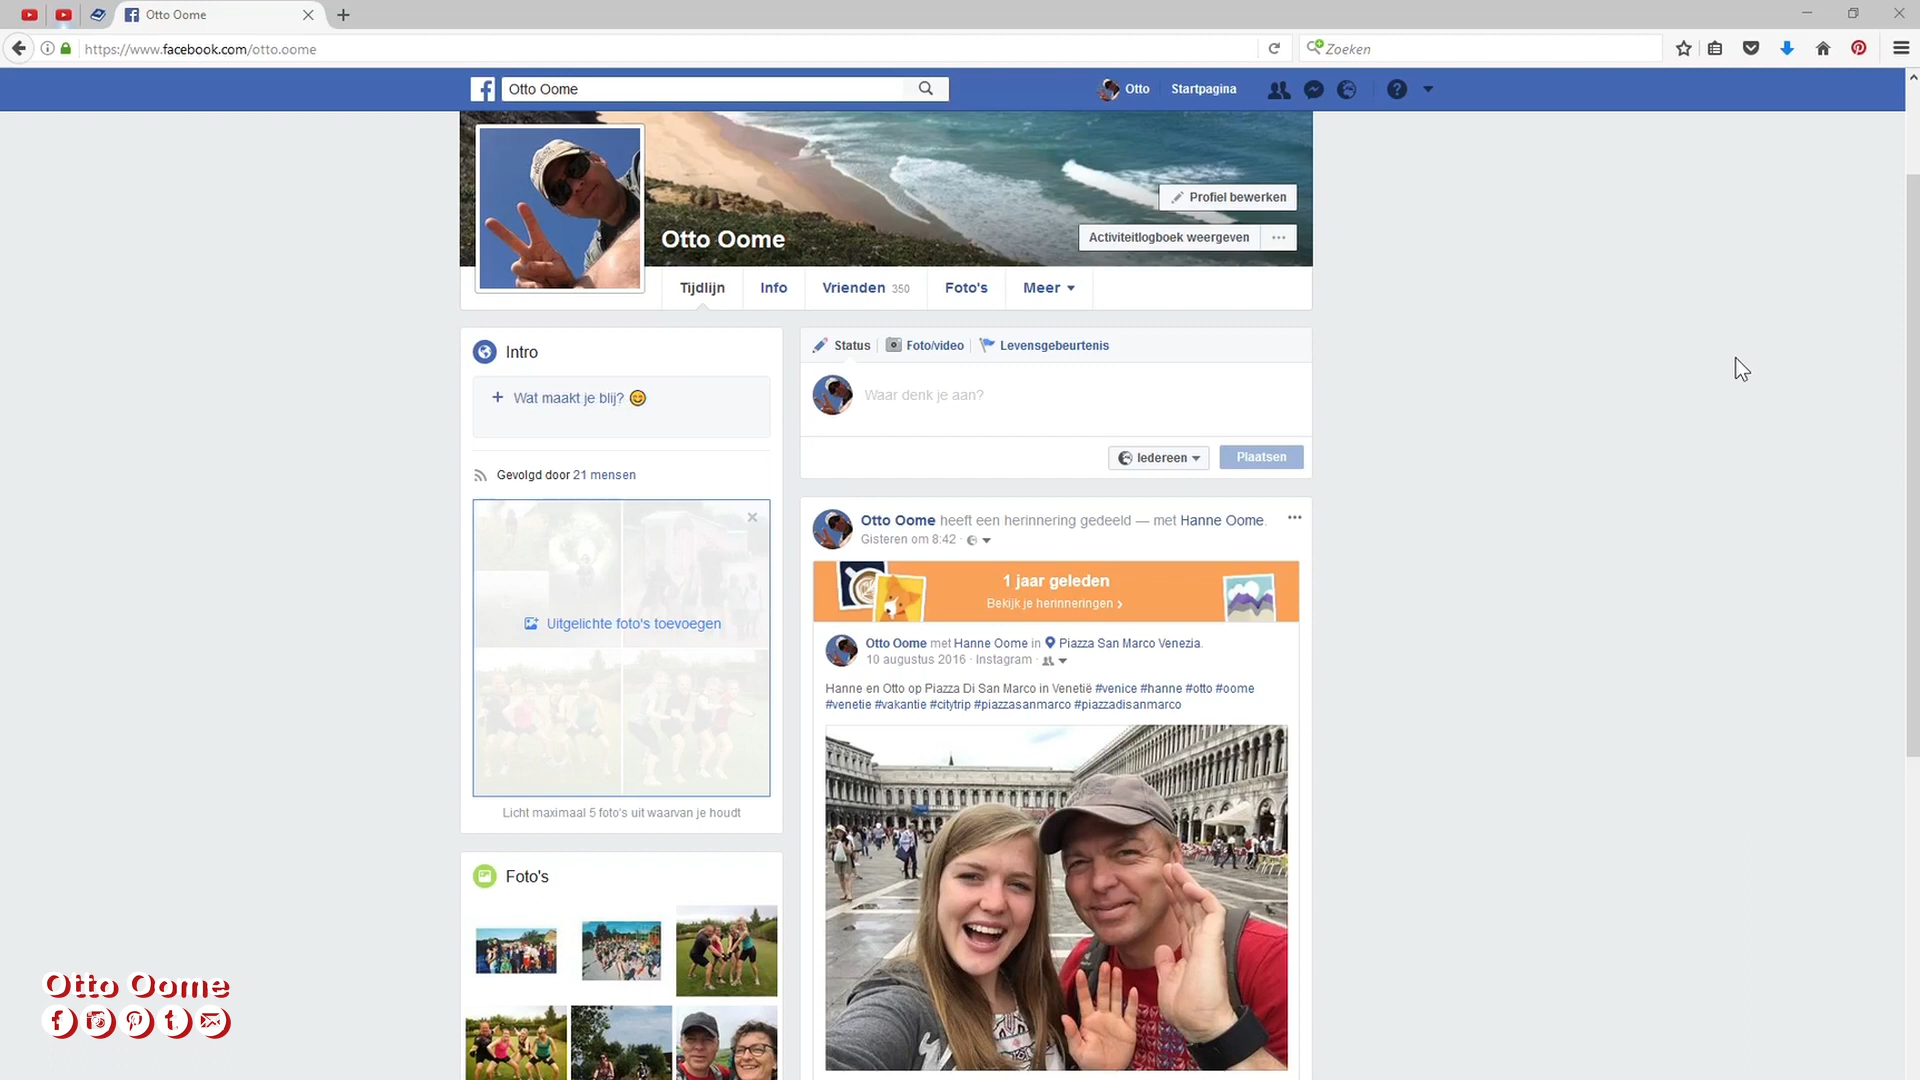 Otto Oome
https://www.facebook.com/otto.oome
Zoeken
Otto Oome
Otto
Startpagina
Profiel bewerken
Activiteitlogboek weergeven
Otto Oome
Tijdlijn
Info
Vrienden 350
Foto's
Meer
Intro
Wat maakt je blij?
Gevolgd door 21 mensen
Uitgelichte foto's toevoegen
Licht maximaal 5 foto's uit waarvan je houdt
Foto's
Status
Foto/video
Levensgebeurtenis
Waar denk je aan?
Iedereen
Plaatsen
Otto Oome heeft een herinnering gedeeld — met Hanne Oome.
Gisteren om 8:42 ·
1 jaar geleden
Bekijk je herinneringen ›
Otto Oome met Hanne Oome in Piazza San Marco Venezia.
10 augustus 2016 · Instagram ·
Hanne en Otto op Piazza Di San Marco in Venetië #venice #hanne #otto #oome
#venetie #vakantie #citytrip #piazzasanmarco #piazzadisanmarco
Otto Oome